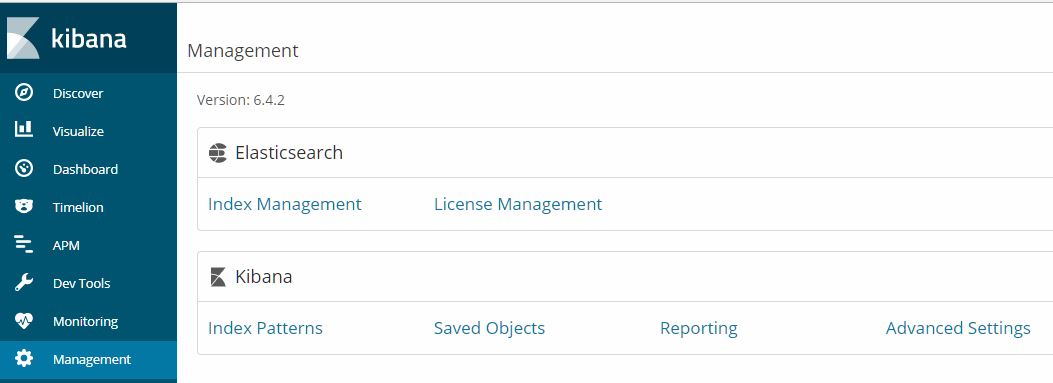 kibana
Discover
Visualize
Dashboard
Timelion
APM
Dev Tools
Monitoring
Management
Management
Version: 6.4.2
Elasticsearch
Index Management License Management
Kibana
Index Patterns Saved Objects Reporting Advanced Settings